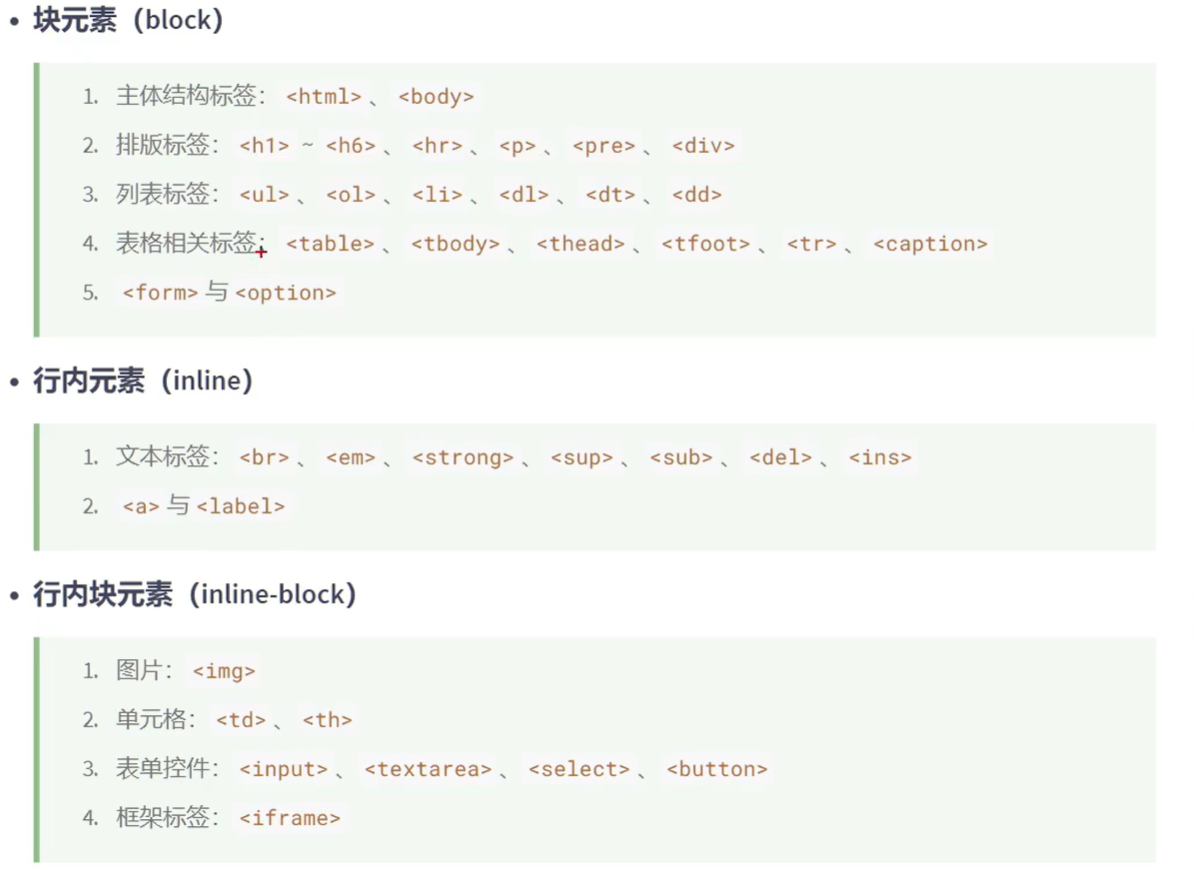 • 块元素（block）
1. 主体结构标签： <html> 、 <body>
2. 排版标签： <h1> ~ <h6> 、 <hr> 、 <p> 、 <pre> 、 <div>
3. 列表标签： <ul> 、 <ol> 、 <li> 、 <dl> 、 <dt> 、 <dd>
4. 表格相关标签： <table> 、 <tbody> 、 <thead> 、 <tfoot> 、 <tr> 、 <caption>
5. <form> 与 <option>
• 行内元素（inline）
1. 文本标签： <br> 、 <em> 、 <strong> 、 <sup> 、 <sub> 、 <del> 、 <ins>
2. <a> 与 <label>
• 行内块元素（inline-block）
1. 图片： <img>
2. 单元格： <td> 、 <th>
3. 表单控件： <input> 、 <textarea> 、 <select> 、 <button>
4. 框架标签： <iframe>